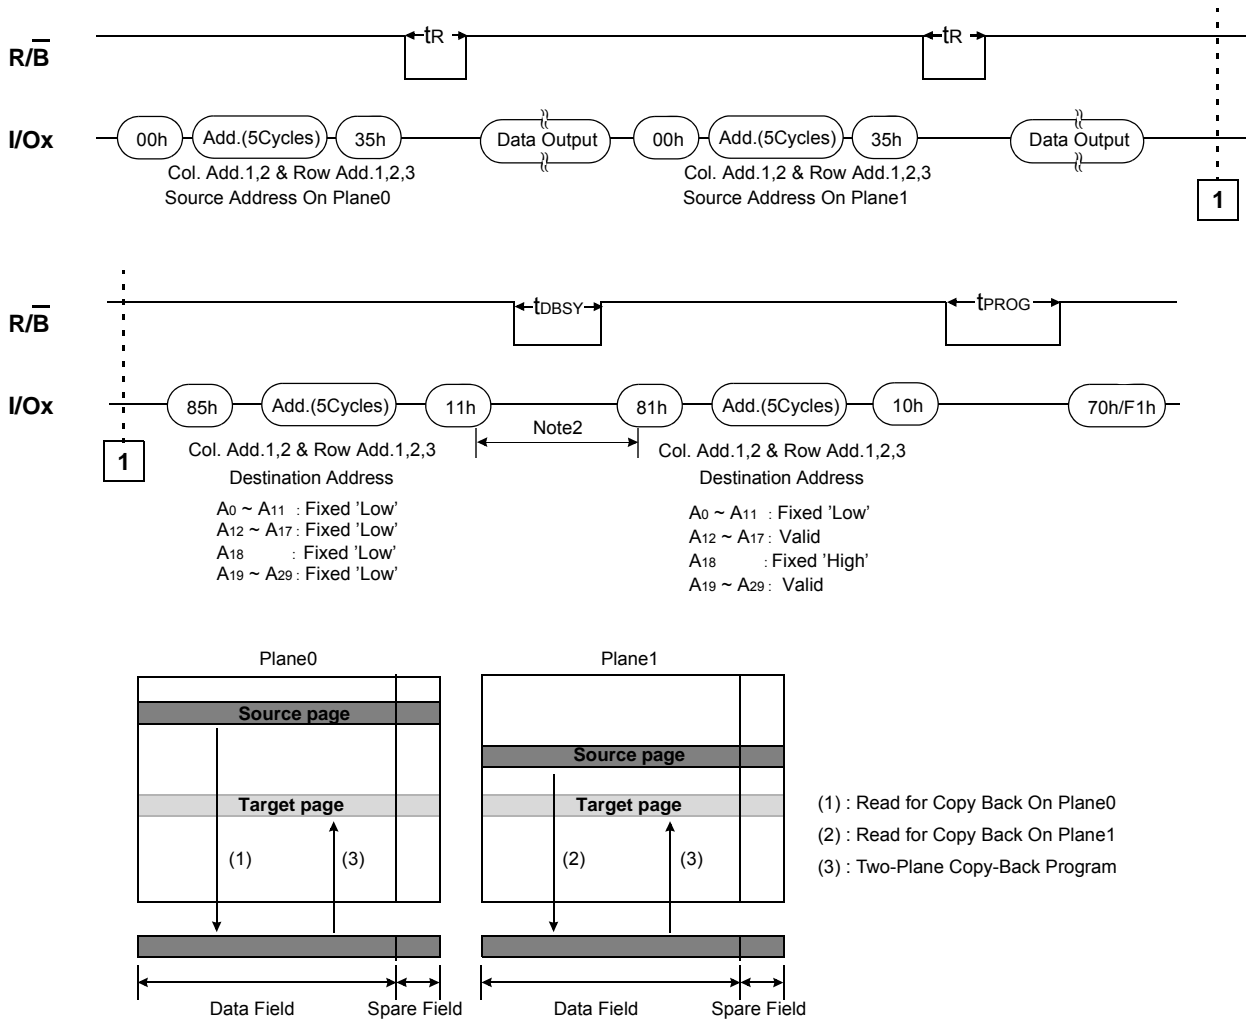 R/B
tR
tR
I/Ox
00h
Add.(5Cycles)
35h
Data Output
00h
Add.(5Cycles)
35h
Data Output
Col. Add.1,2 & Row Add.1,2,3
Source Address On Plane0
Col. Add.1,2 & Row Add.1,2,3
Source Address On Plane1
1
R/B
tDBSY
tPROG
I/Ox
85h
Add.(5Cycles)
11h
Note2
81h
Add.(5Cycles)
10h
70h/F1h
1
Col. Add.1,2 & Row Add.1,2,3
Destination Address
A0 ~ A11 : Fixed 'Low'
A12 ~ A17 : Fixed 'Low'
A18 : Fixed 'Low'
A19 ~ A29 : Fixed 'Low'
Col. Add.1,2 & Row Add.1,2,3
Destination Address
A0 ~ A11 : Fixed 'Low'
A12 ~ A17 : Valid
A18 : Fixed 'High'
A19 ~ A29 : Valid
Plane0
Source page
Target page
(1)
(3)
Data Field
Spare Field
Plane1
Source page
Target page
(2)
(3)
Data Field
Spare Field
(1) : Read for Copy Back On Plane0
(2) : Read for Copy Back On Plane1
(3) : Two-Plane Copy-Back Program